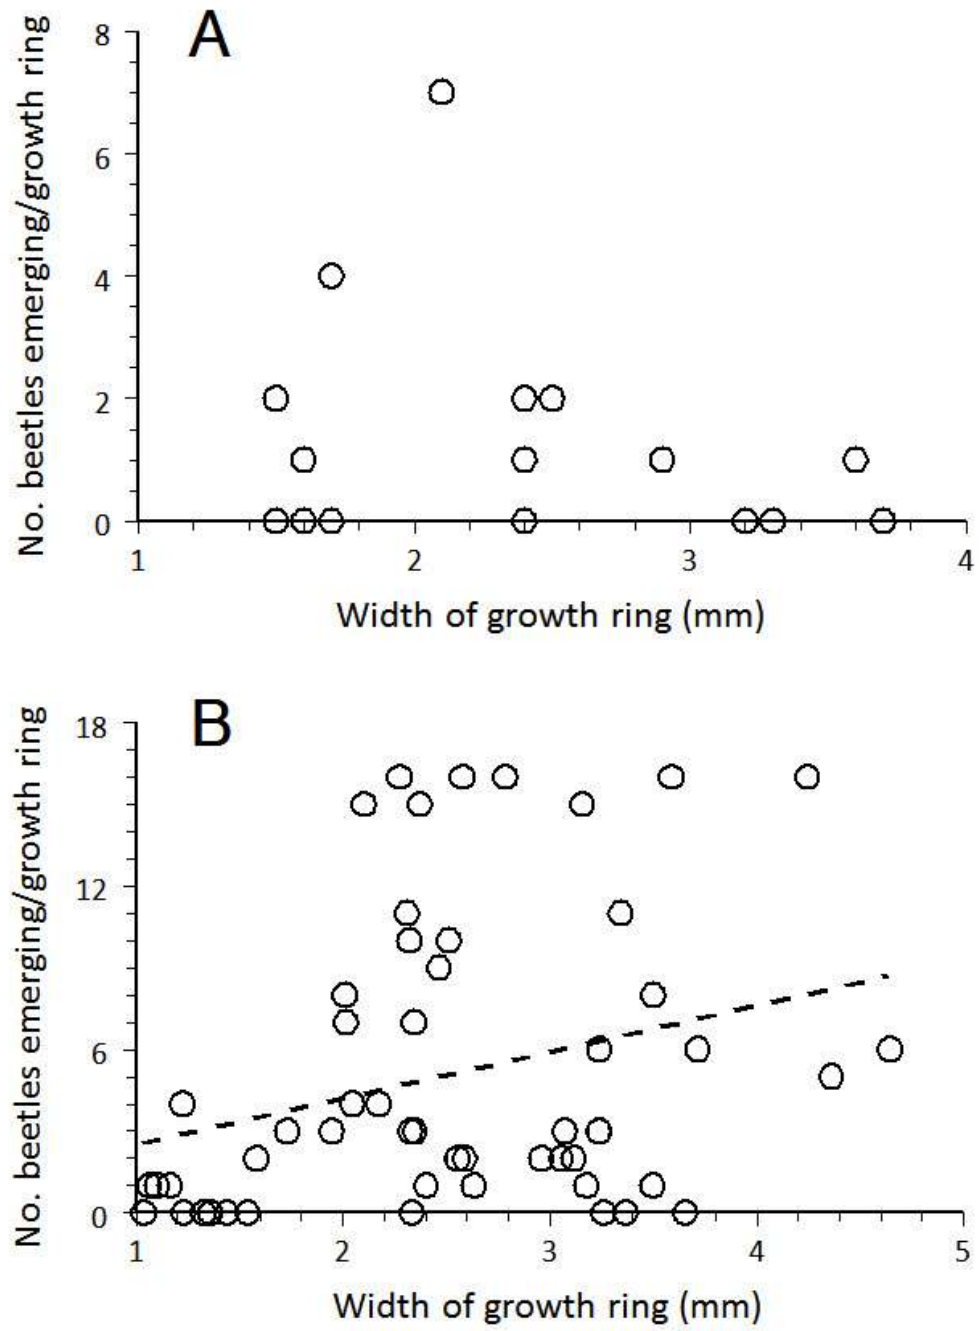 A
No. beetles emerging/growth ring
8
6
4
2
0
1 2 3 4
Width of growth ring (mm)
B
No. beetles emerging/growth ring
18
12
6
0
1 2 3 4 5
Width of growth ring (mm)